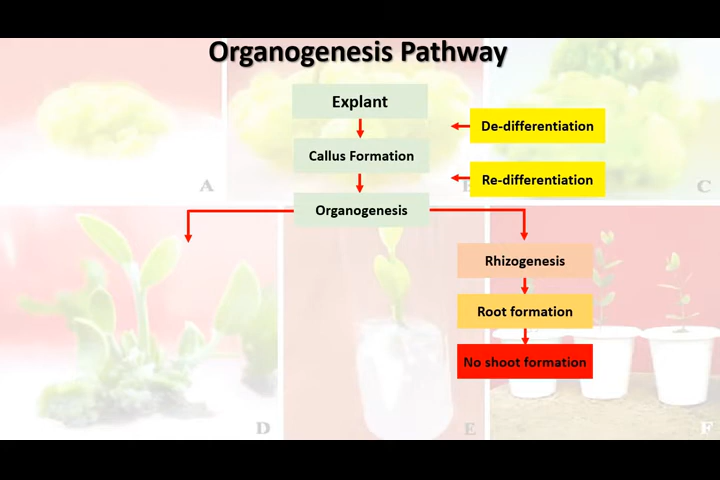 Organogenesis Pathway
Explant
De-differentiation
Callus Formation
Re-differentiation
Organogenesis
A
C
Rhizogenesis
Root formation
No shoot formation
D
E
F